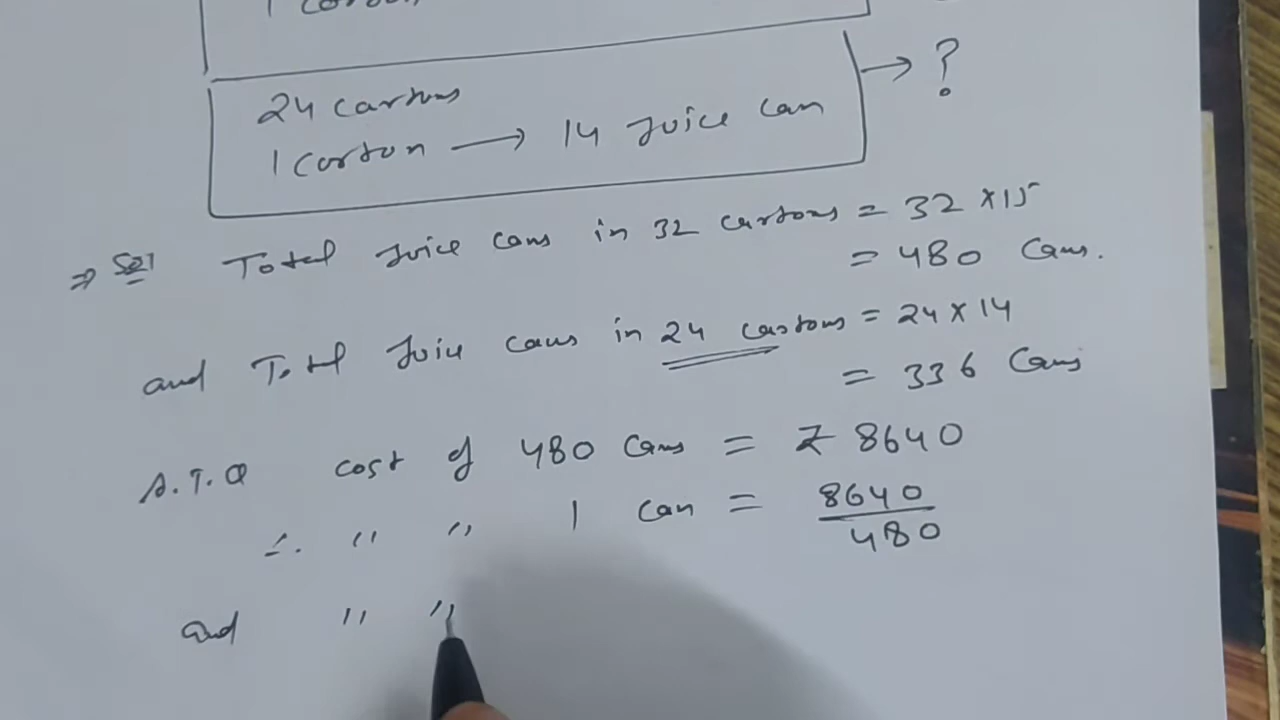 1 carton
24 cartons
1 carton → 14 Juice can → ?
⇒ Sol Total Juice cans in 32 cartons = 32 × 15
= 480 Cans.
and Total Juice cans in 24 cartons = 24 × 14
= 336 Cans
A.T.Q cost of 480 Cans = ₹ 8640
∴ " " 1 can = 8640
480
and " "